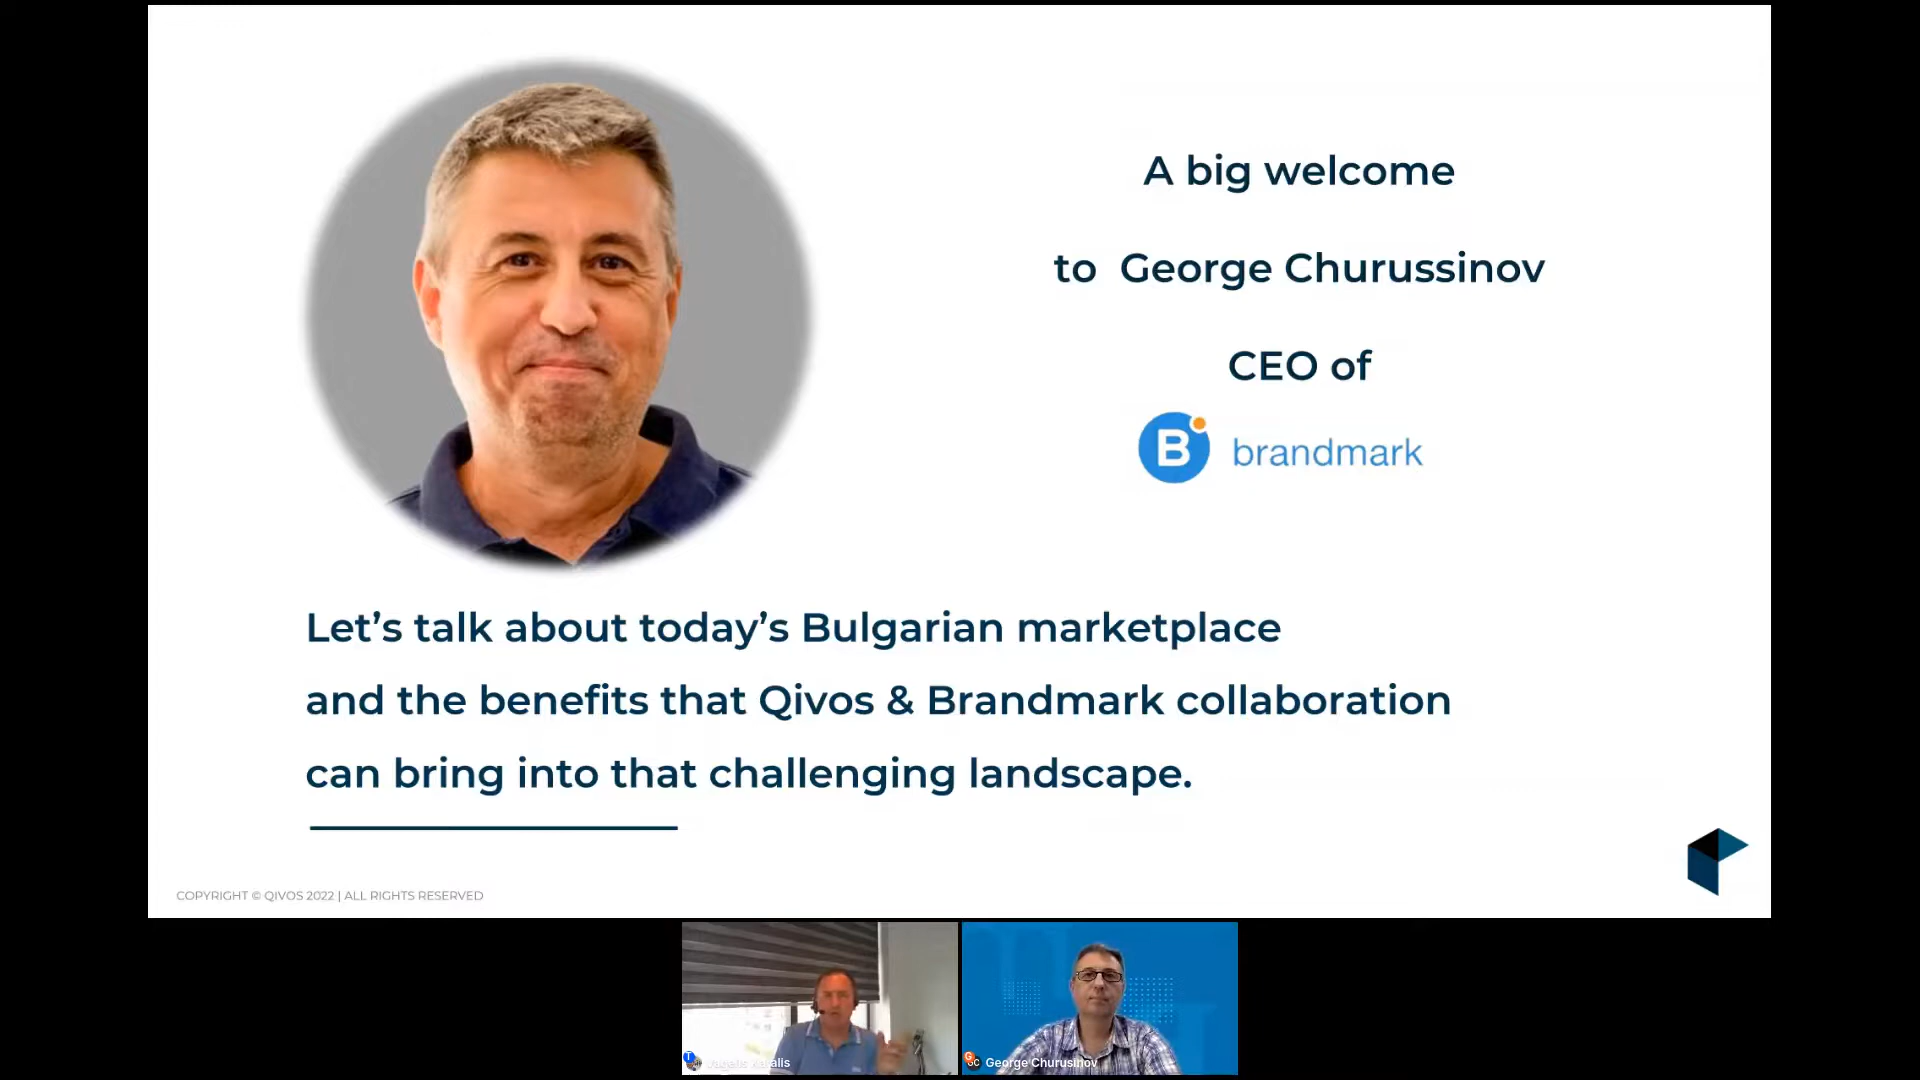 A big welcome
to George Churussinov
CEO of
B brandmark
Let’s talk about today’s Bulgarian marketplace
and the benefits that Qivos & Brandmark collaboration
can bring into that challenging landscape.
COPYRIGHT © QIVOS 2022 | ALL RIGHTS RESERVED
George Churusinov